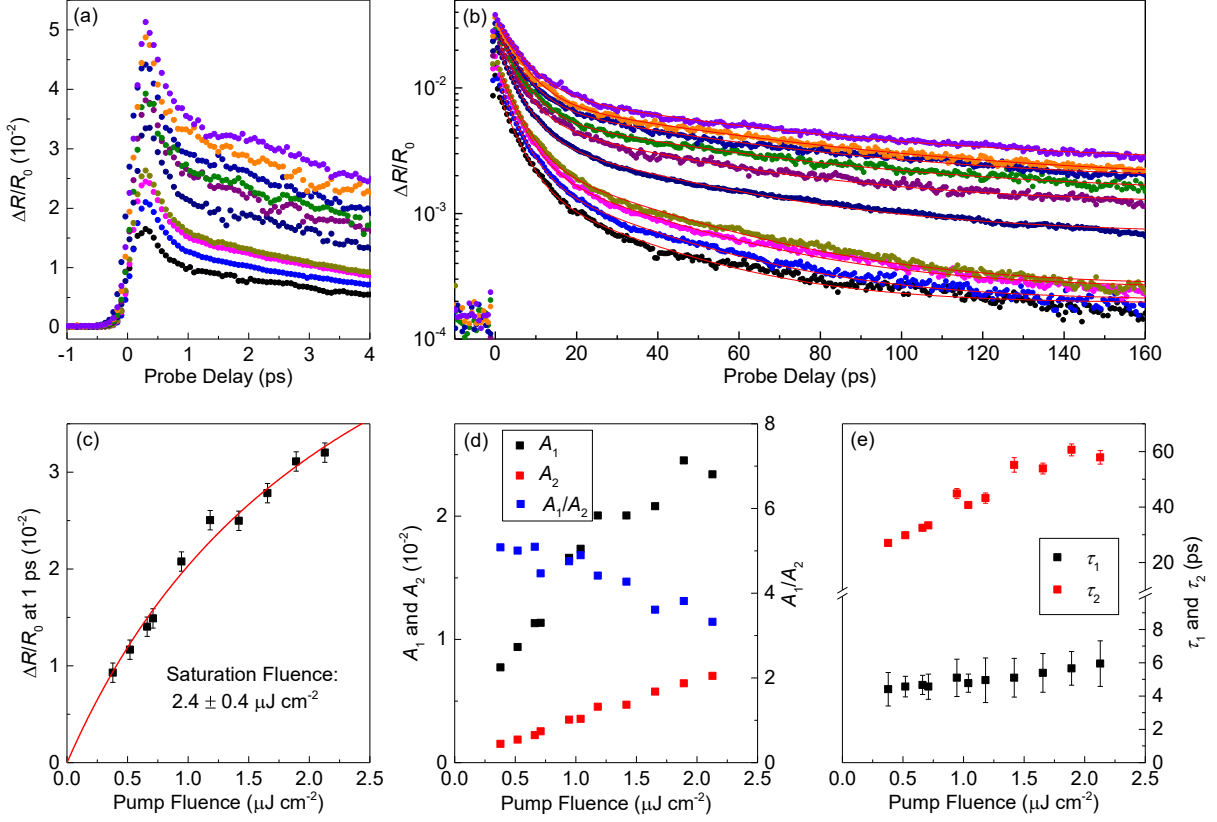 (a)
5
4
3
2
1
0
ΔR/R₀ (10⁻²)
-1 0 1 2 3 4
Probe Delay (ps)
(b)
10⁻²
10⁻³
10⁻⁴
ΔR/R₀
0 20 40 60 80 100 120 140 160
Probe Delay (ps)
(c)
3
2
1
0
ΔR/R₀ at 1 ps (10⁻²)
Saturation Fluence:
2.4 ± 0.4 μJ cm⁻²
0.0 0.5 1.0 1.5 2.0 2.5
Pump Fluence (μJ cm⁻²)
(d)
A₁
A₂
A₁/A₂
2
1
0
A₁ and A₂ (10⁻²)
8
6
4
2
0
A₁/A₂
0.0 0.5 1.0 1.5 2.0 2.5
Pump Fluence (μJ cm⁻²)
(e)
τ₁
τ₂
60
40
20
8
6
4
2
0
τ₁ and τ₂ (ps)
0.0 0.5 1.0 1.5 2.0 2.5
Pump Fluence (μJ cm⁻²)